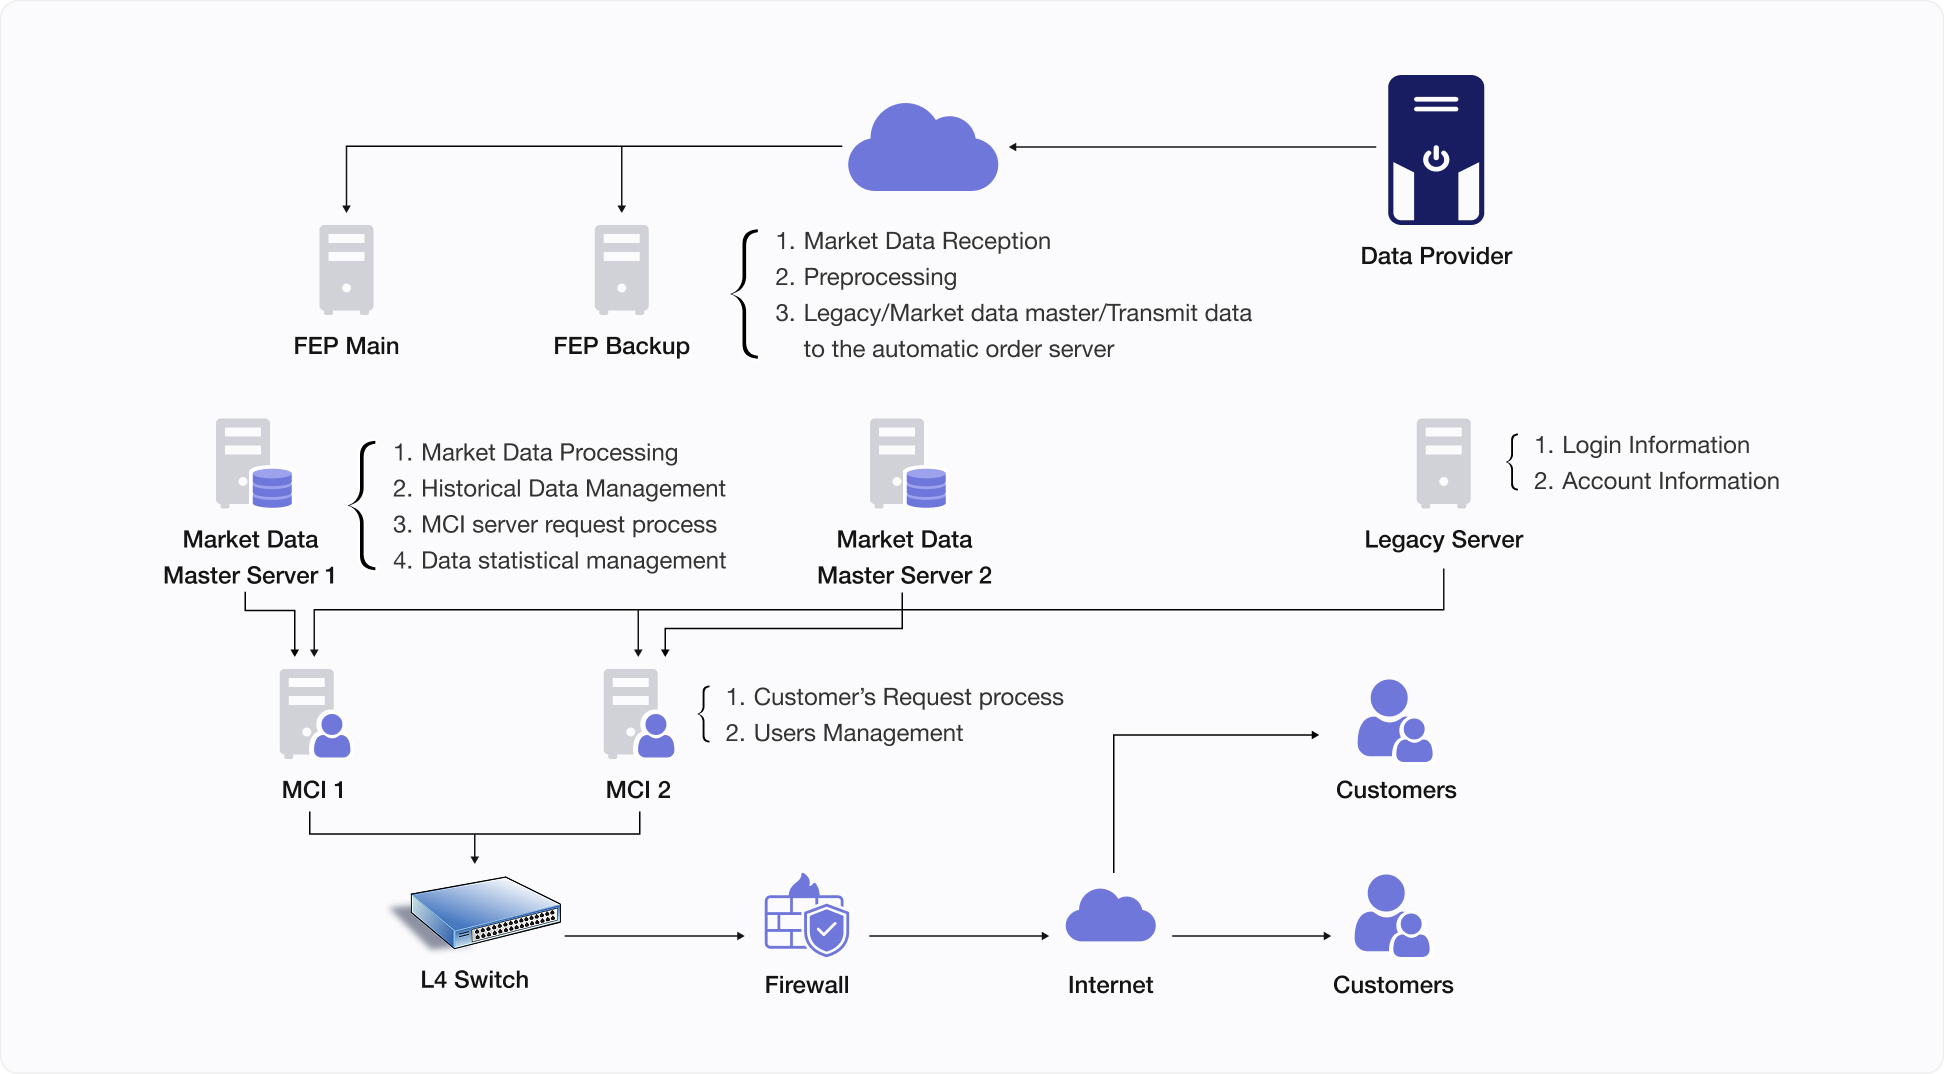 Data Provider
1. Market Data Reception
2. Preprocessing
3. Legacy/Market data master/Transmit data
to the automatic order server
FEP Main
FEP Backup
Market Data
Master Server 1
1. Market Data Processing
2. Historical Data Management
3. MCI server request process
4. Data statistical management
Market Data
Master Server 2
Legacy Server
1. Login Information
2. Account Information
MCI 1
MCI 2
1. Customer’s Request process
2. Users Management
Customers
L4 Switch
Firewall
Internet
Customers